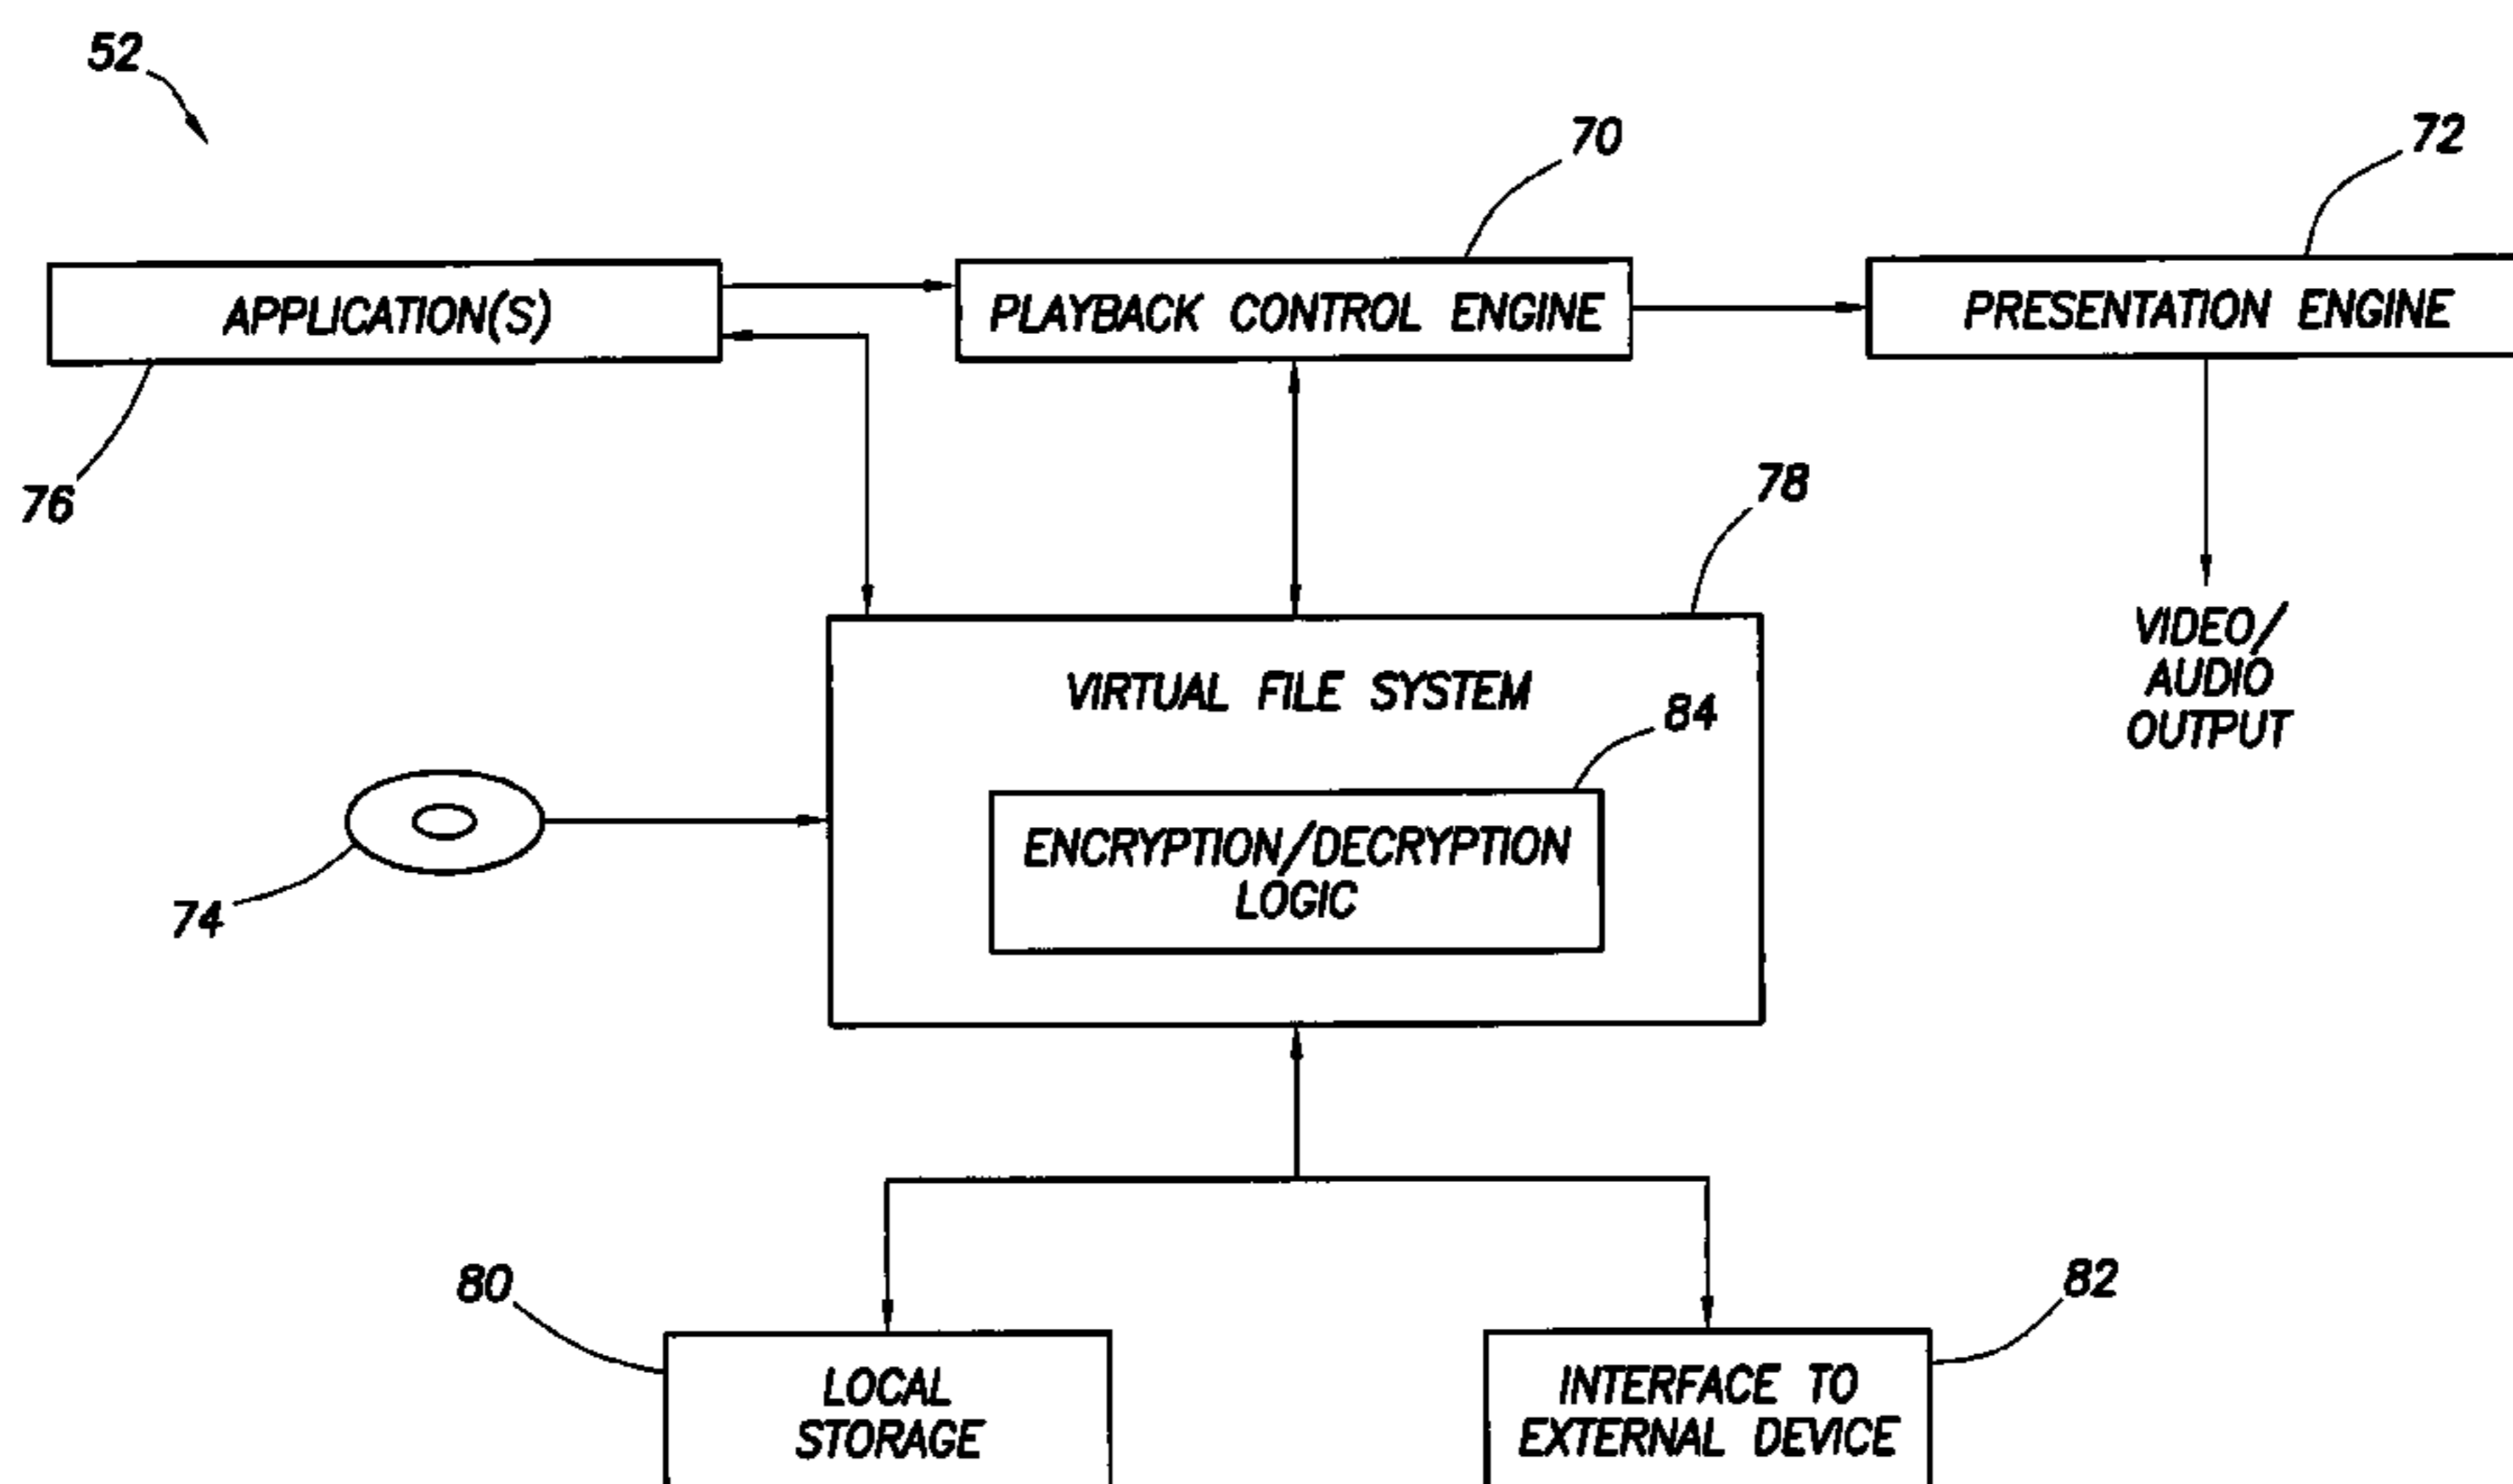 52
70
72
APPLICATION(S)
PLAYBACK CONTROL ENGINE
PRESENTATION ENGINE
76
78
VIDEO/
AUDIO
OUTPUT
VIRTUAL FILE SYSTEM
84
ENCRYPTION/DECRYPTION
LOGIC
74
80
82
LOCAL
STORAGE
INTERFACE TO
EXTERNAL DEVICE